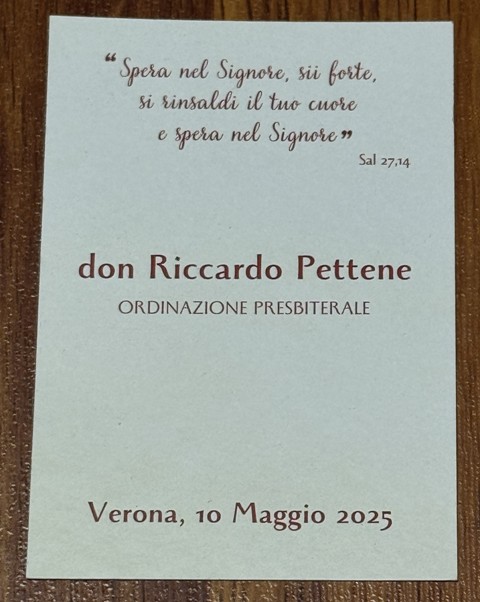 “Spera nel Signore, sii forte,
si rinsaldi il tuo cuore
e spera nel Signore”
Sal 27,14
don Riccardo Pettene
ORDINAZIONE PRESBITERALE
Verona, 10 Maggio 2025